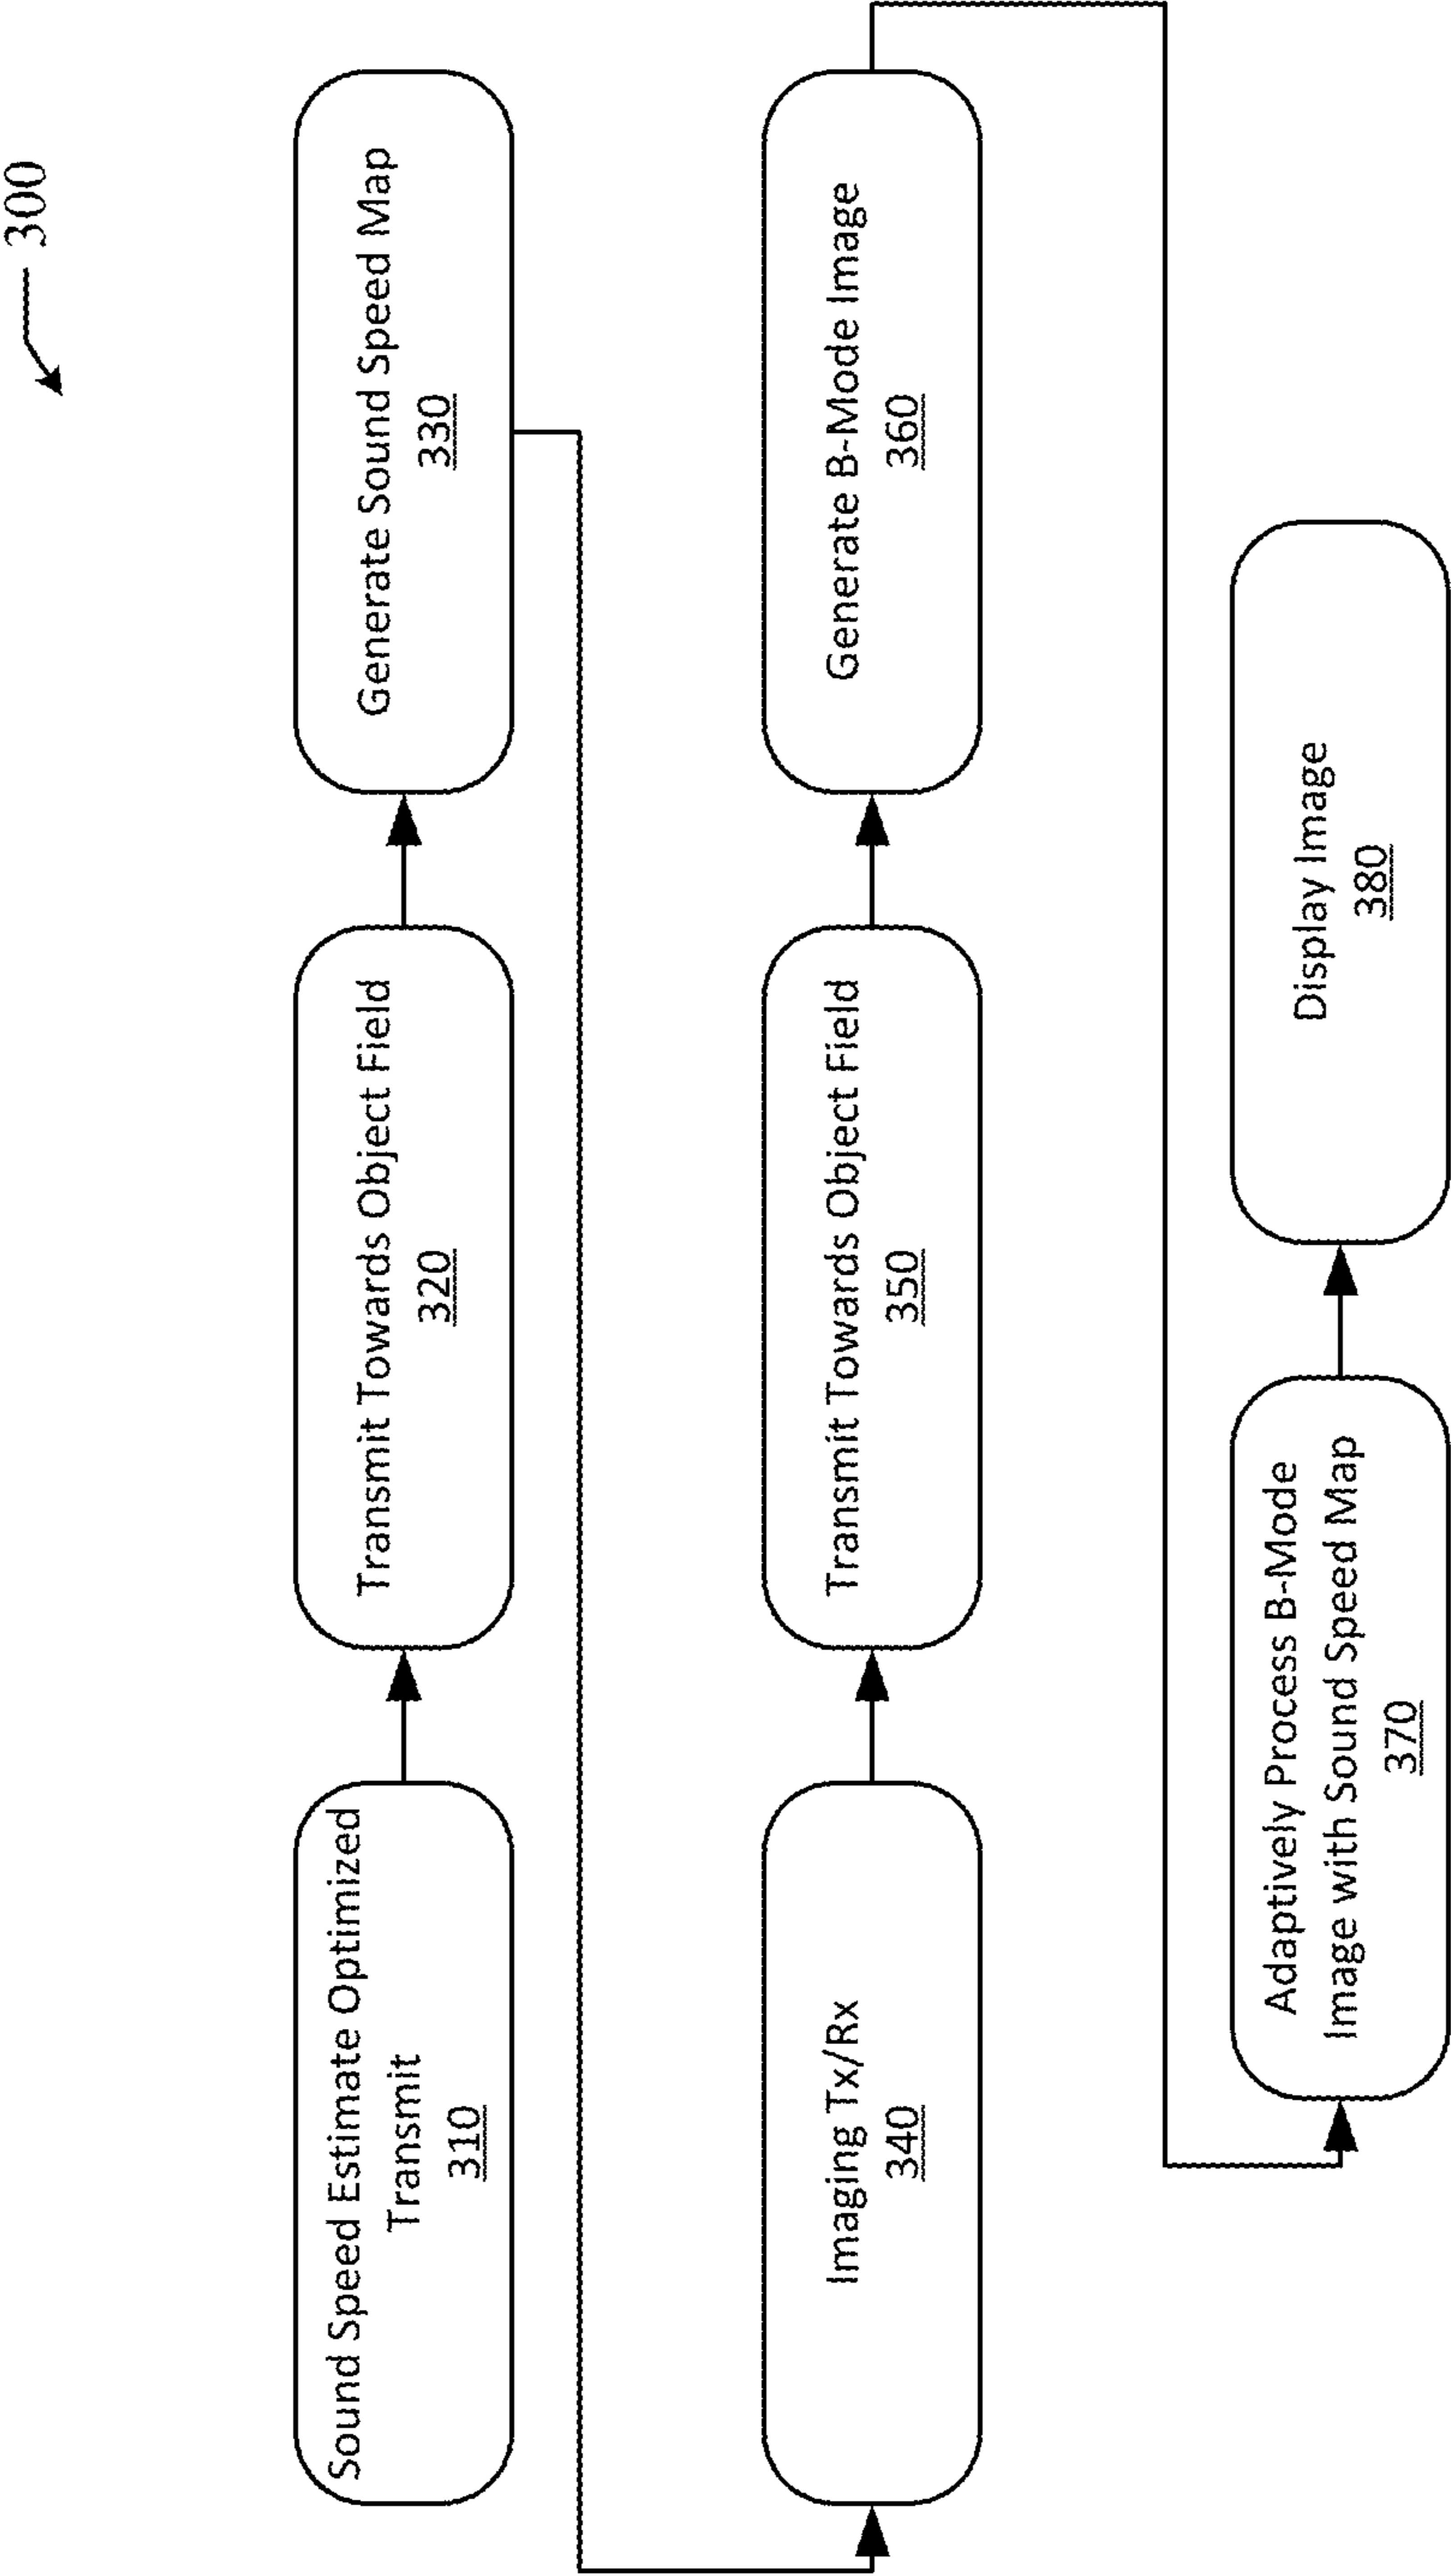 300
Sound Speed Estimate Optimized
Transmit
310
Transmit Towards Object Field
320
Generate Sound Speed Map
330
Imaging Tx/Rx
340
Transmit Towards Object Field
350
Generate B-Mode Image
360
Adaptively Process B-Mode
Image with Sound Speed Map
370
Display Image
380